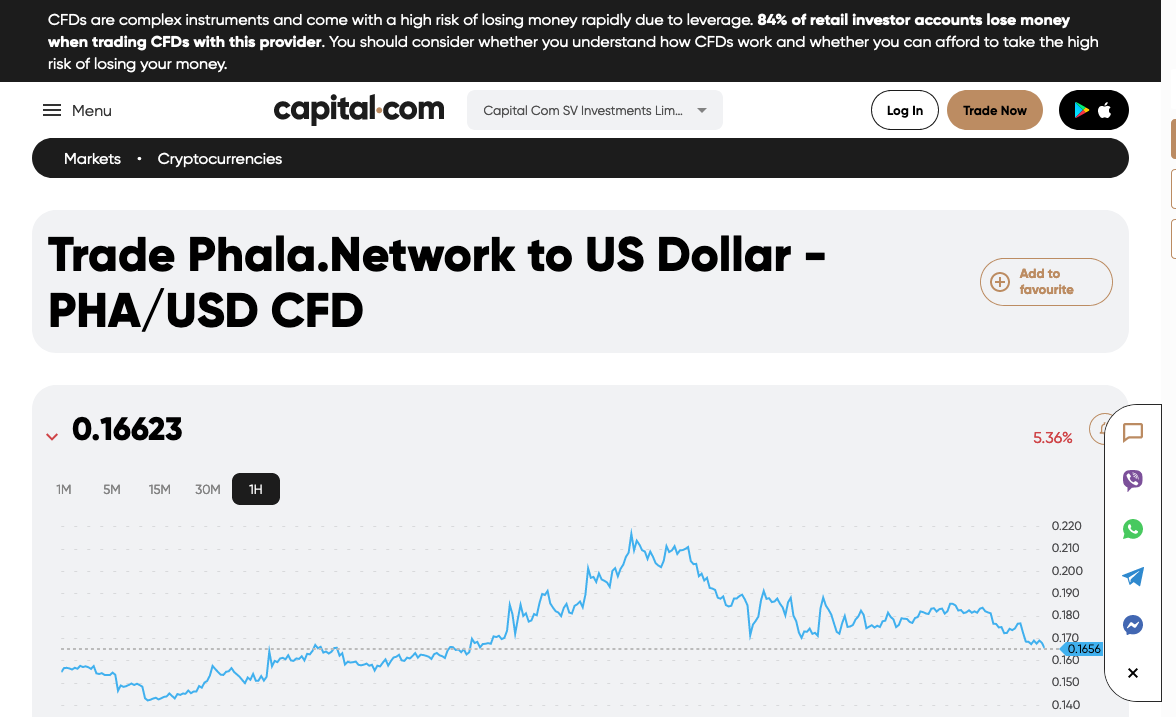 CFDs are complex instruments and come with a high risk of losing money rapidly due to leverage. 84% of retail investor accounts lose money
when trading CFDs with this provider. You should consider whether you understand how CFDs work and whether you can afford to take the high
risk of losing your money.
Menu
capital.com
Capital Com SV Investments Lim...
Log In
Trade Now
Markets • Cryptocurrencies
Trade Phala.Network to US Dollar -
PHA/USD CFD
Add to
favourite
0.16623
5.36%
1M 5M 15M 30M 1H
0.220
0.210
0.200
0.190
0.180
0.170
0.1656
0.160
0.150
0.140